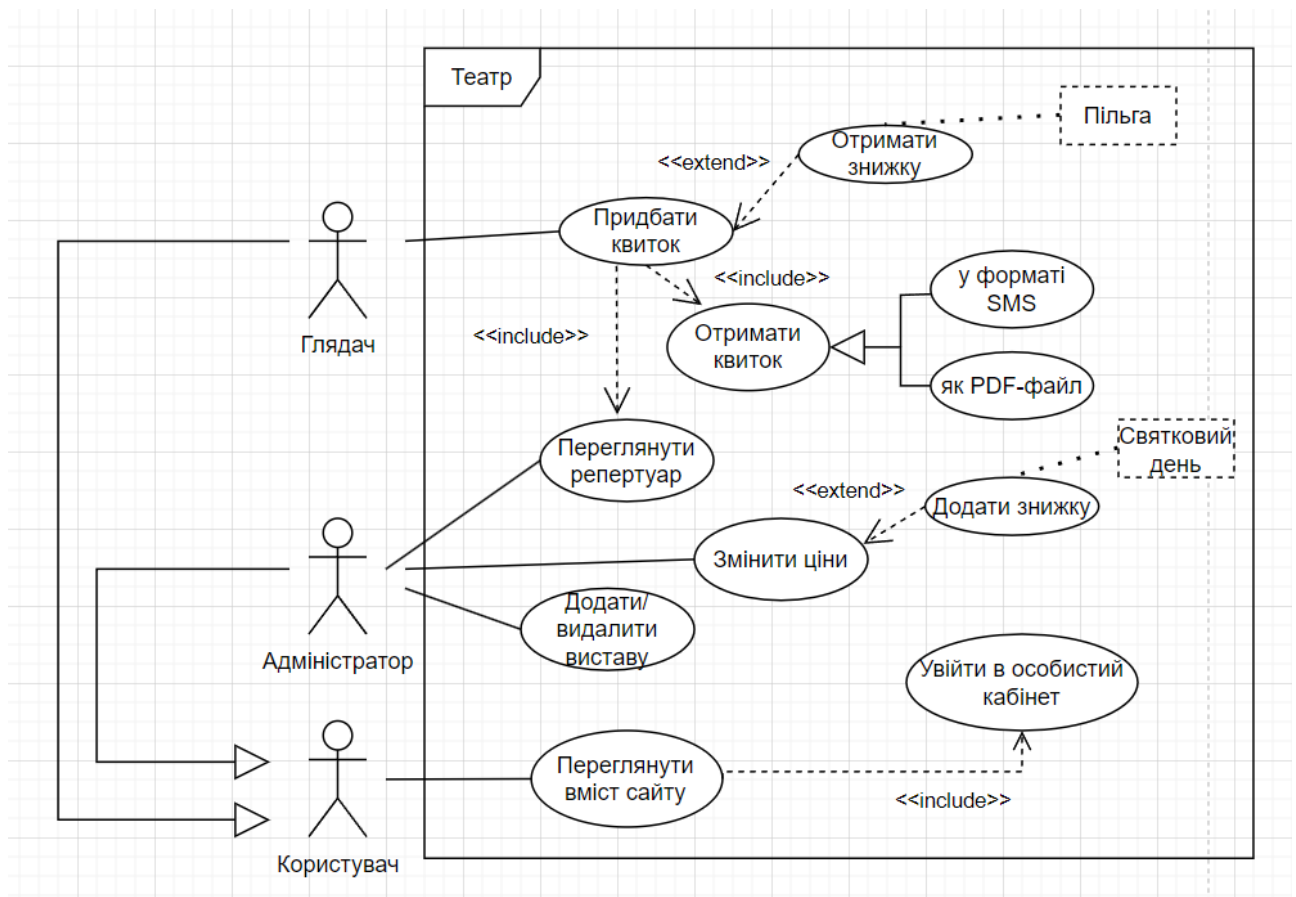 Театр
Пільга
Отримати
знижку
<<extend>>
Придбати
квиток
<<include>>
у форматі
SMS
<<include>>
Отримати
квиток
Глядач
як PDF-файл
Святковий
день
Переглянути
репертуар
<<extend>>
Додати знижку
Змінити ціни
Додати/
видалити
виставу
Адміністратор
Увійти в особистий
кабінет
Переглянути
вміст сайту
<<include>>
Користувач